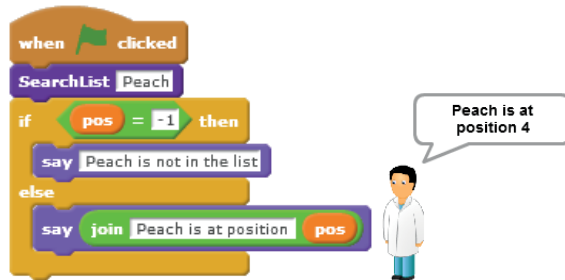 when clicked
SearchList Peach
if pos = -1 then
say Peach is not in the list
else
say join Peach is at position pos
Peach is at
position 4